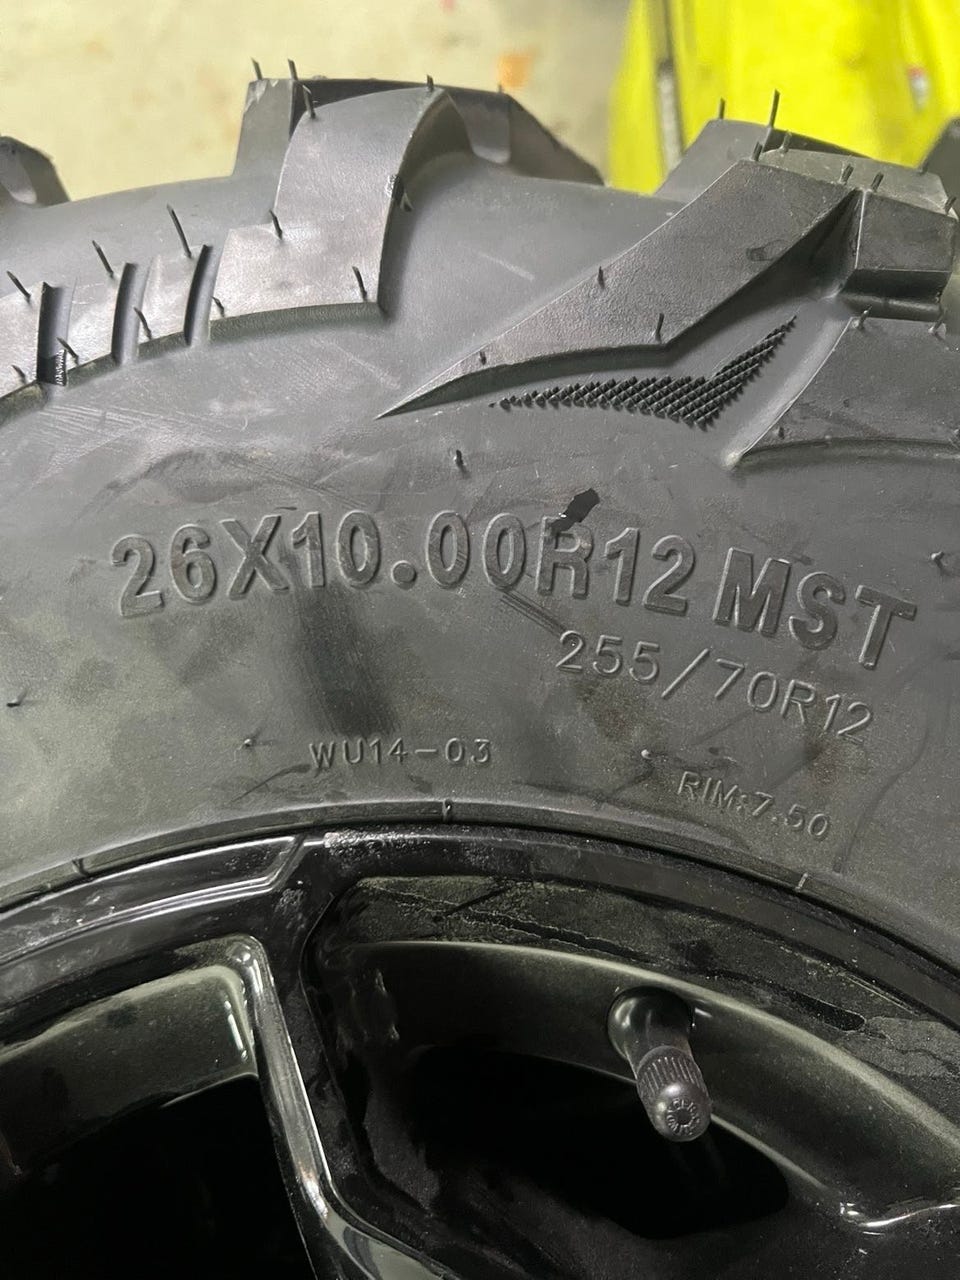 26X10.00R12 MST
255/70R12
WU14-03
RIM:7.50